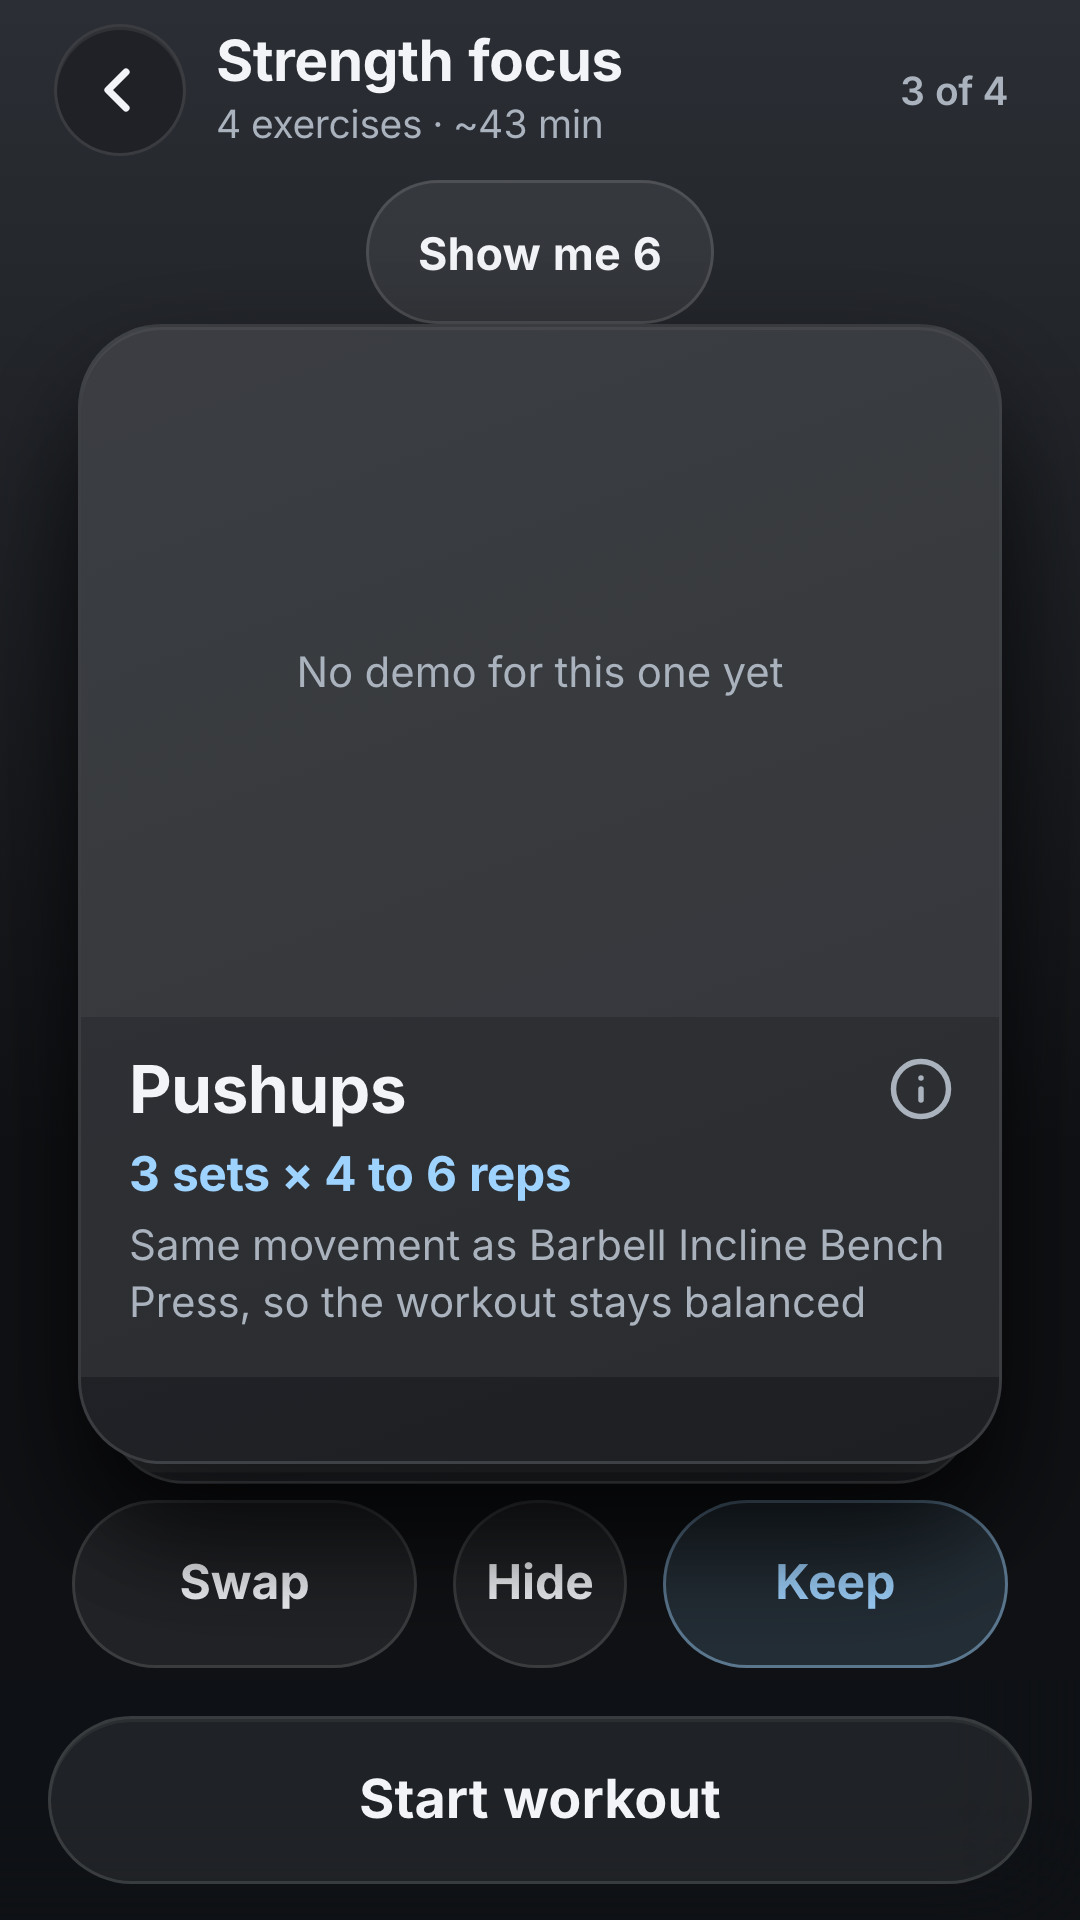 Strength focus
4 exercises · ~43 min
3 of 4
Show me 6
No demo for this one yet
Pushups
3 sets × 4 to 6 reps
Same movement as Barbell Incline Bench
Press, so the workout stays balanced
Swap
Hide
Keep
Start workout